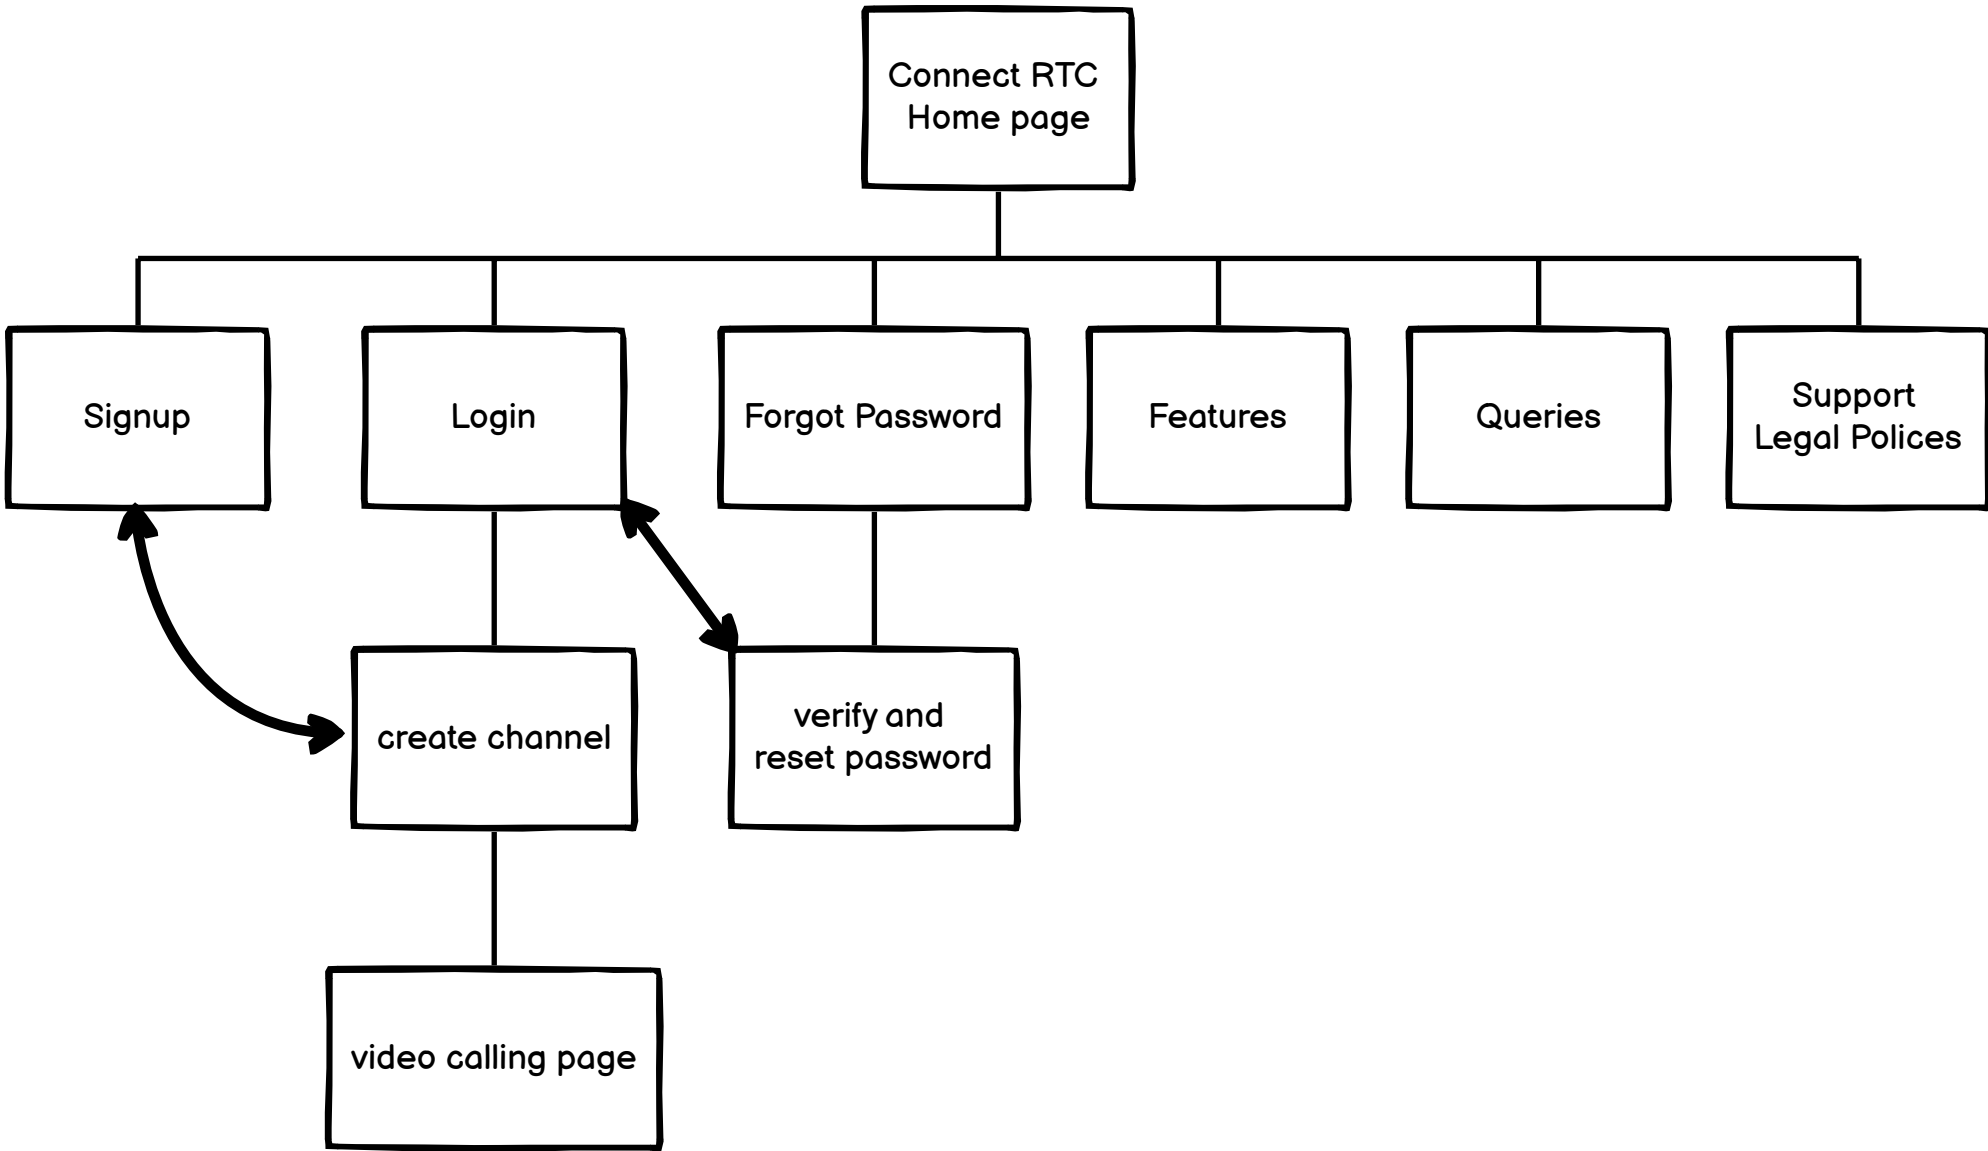 Connect RTC
Home page
Signup
Login
Forgot Password
Features
Queries
Support
Legal Polices
create channel
verify and
reset password
video calling page